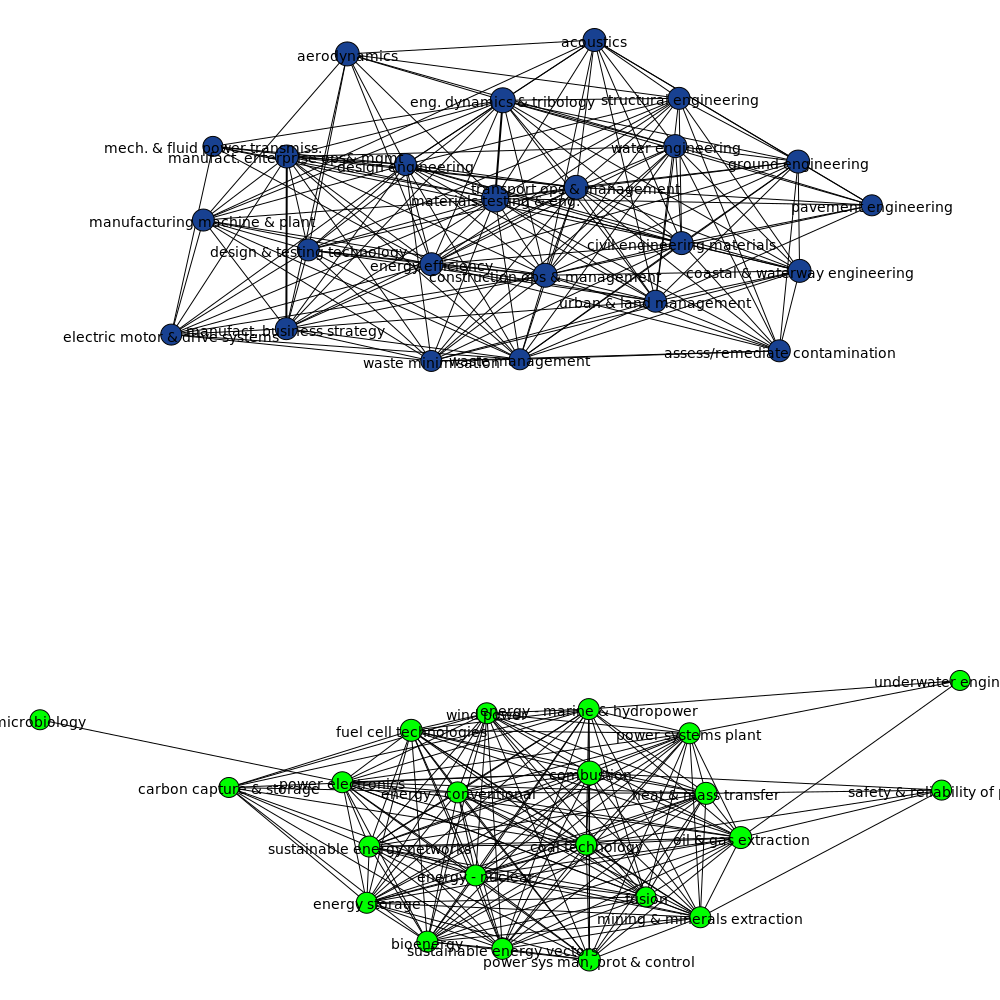 acoustics
aerodynamics
eng. dynamics & tribology
structural engineering
mech. & fluid power transmiss.
water engineering
manufact. enterprise ops& mgmt
design engineering
ground engineering
transport ops & management
materials testing & eng.
pavement engineering
manufacturing machine & plant
civil engineering materials
design & testing technology
energy efficiency
construction ops & management
coastal & waterway engineering
urban & land management
manufact. business strategy
electric motor & drive systems
waste minimisation
waste management
assess/remediate contamination
underwater engin
microbiology
wind power
energy - marine & hydropower
fuel cell technologies
power systems plant
combustion
carbon capture & storage
power electronics
energy - conventional
heat & mass transfer
safety & reliability of p
sustainable energy networks
coal technology
oil & gas extraction
energy - nuclear
energy storage
fusion
mining & minerals extraction
bioenergy
sustainable energy vectors
power sys man, prot & control